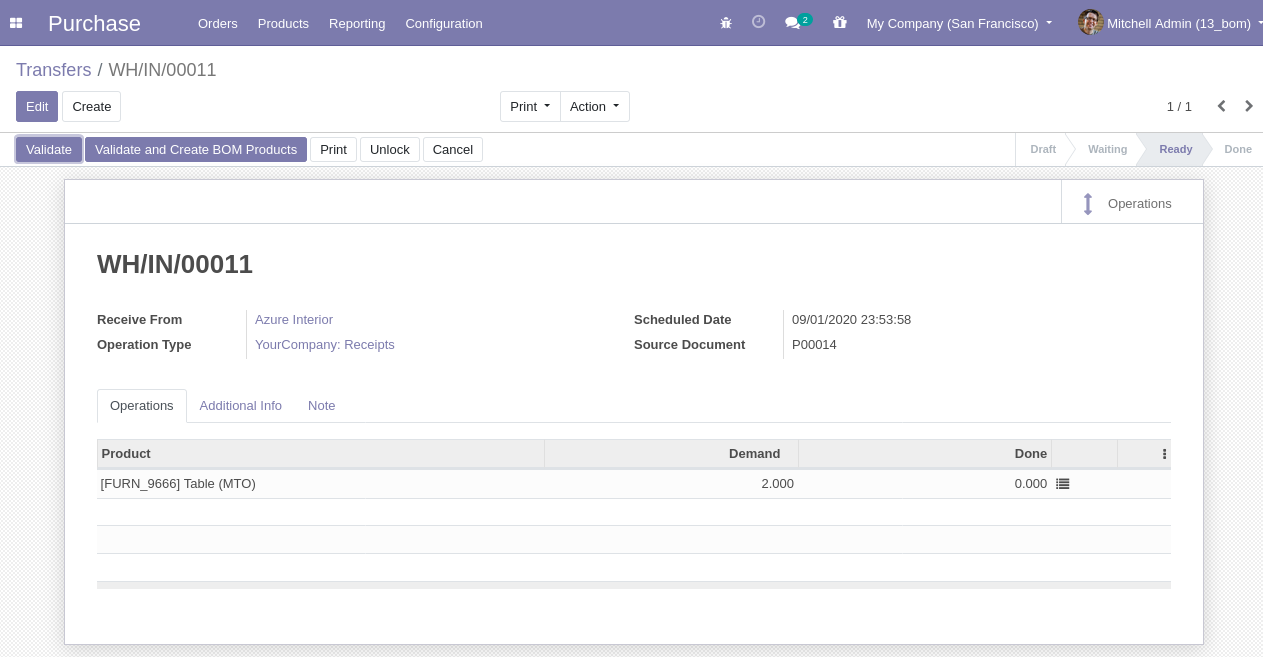 Purchase Orders Products Reporting Configuration 2 My Company (San Francisco) Mitchell Admin (13_bom)
Transfers / WH/IN/00011
Edit Create Print Action 1 / 1
Validate Validate and Create BOM Products Print Unlock Cancel Draft Waiting Ready Done
Operations
WH/IN/00011
Receive From Azure Interior Scheduled Date 09/01/2020 23:53:58
Operation Type YourCompany: Receipts Source Document P00014
Operations Additional Info Note
Product Demand Done
[FURN_9666] Table (MTO) 2.000 0.000